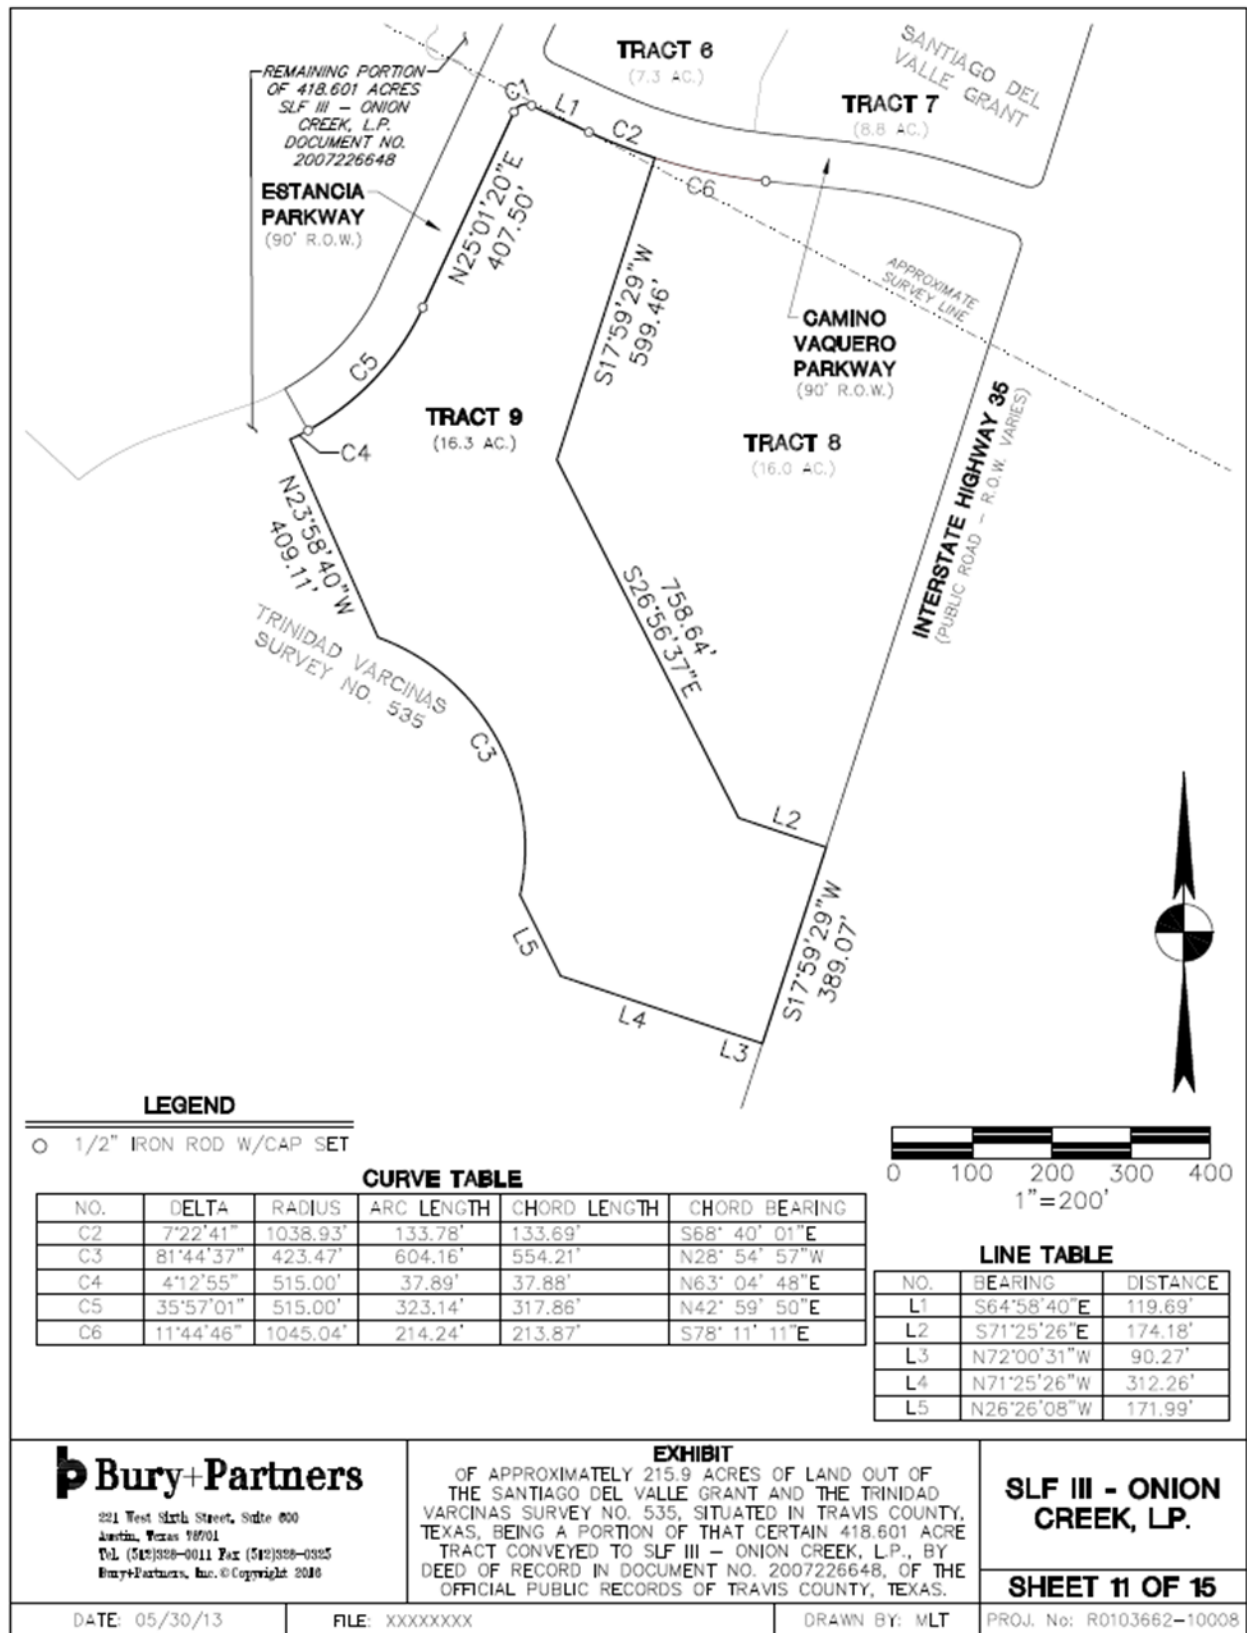 TRACT 6
(7.3 AC.)
SANTIAGO DEL
VALLE GRANT
TRACT 7
(8.8 AC.)
REMAINING PORTION
OF 418.601 ACRES
SLF III – ONION
CREEK, L.P.
DOCUMENT NO.
2007226648
ESTANCIA
PARKWAY
(90' R.O.W.)
C1
L1
C2
C6
N25°01'20"E
407.50'
S17°59'29"W
599.46'
APPROXIMATE
SURVEY LINE
CAMINO
VAQUERO
PARKWAY
(90' R.O.W.)
C5
TRACT 9
(16.3 AC.)
TRACT 8
(16.0 AC.)
INTERSTATE HIGHWAY 35
(PUBLIC ROAD – R.O.W. VARIES)
C4
N23°58'40"W
409.11'
758.64'
S26°56'37"E
TRINIDAD VARCINAS
SURVEY NO. 535
C3
L2
S17°59'29"W
389.07'
L5
L4
L3
LEGEND
1/2" IRON ROD W/CAP SET
0 100 200 300 400
1"=200'
CURVE TABLE
NO. DELTA RADIUS ARC LENGTH CHORD LENGTH CHORD BEARING
C2 7°22'41" 1038.93' 133.78' 133.69' S68° 40' 01"E
C3 81°44'37" 423.47' 604.16' 554.21' N28° 54' 57"W
C4 4°12'55" 515.00' 37.89' 37.88' N63° 04' 48"E
C5 35°57'01" 515.00' 323.14' 317.86' N42° 59' 50"E
C6 11°44'46" 1045.04' 214.24' 213.87' S78° 11' 11"E
LINE TABLE
NO. BEARING DISTANCE
L1 S64°58'40"E 119.69'
L2 S71°25'26"E 174.18'
L3 N72°00'31"W 90.27'
L4 N71°25'26"W 312.26'
L5 N26°26'08"W 171.99'
Bury+Partners
221 West Sixth Street, Suite 600
Austin, Texas 78701
Tel. (512)328-0011 Fax (512)328-0325
Bury+Partners, Inc. © Copyright
EXHIBIT
OF APPROXIMATELY 215.9 ACRES OF LAND OUT OF
THE SANTIAGO DEL VALLE GRANT AND THE TRINIDAD
VARCINAS SURVEY NO. 535, SITUATED IN TRAVIS COUNTY,
TEXAS, BEING A PORTION OF THAT CERTAIN 418.601 ACRE
TRACT CONVEYED TO SLF III – ONION CREEK, L.P., BY
DEED OF RECORD IN DOCUMENT NO. 2007226648, OF THE
OFFICIAL PUBLIC RECORDS OF TRAVIS COUNTY, TEXAS.
SLF III - ONION
CREEK, L.P.
SHEET 11 OF 15
DATE: 05/30/13
FILE: XXXXXXXX
DRAWN BY: MLT
PROJ. No: R0103662-10008